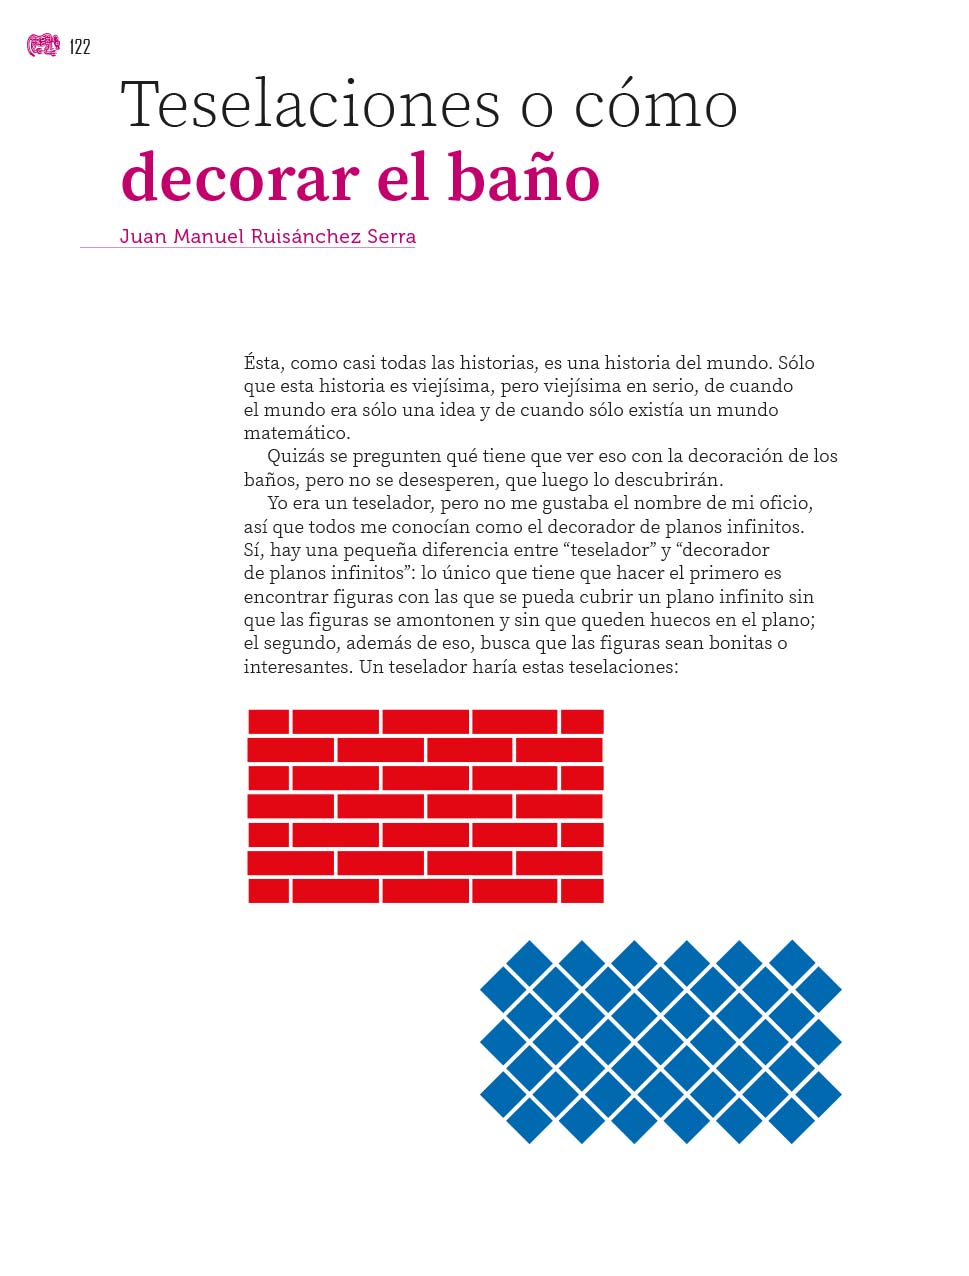 122
Teselaciones o cómo
decorar el baño
Juan Manuel Ruisánchez Serra
Ésta, como casi todas las historias, es una historia del mundo. Sólo
que esta historia es viejísima, pero viejísima en serio, de cuando
el mundo era sólo una idea y de cuando sólo existía un mundo
matemático.
Quizás se pregunten qué tiene que ver eso con la decoración de los
baños, pero no se desesperen, que luego lo descubrirán.
Yo era un teselador, pero no me gustaba el nombre de mi oficio,
así que todos me conocían como el decorador de planos infinitos.
Sí, hay una pequeña diferencia entre “teselador” y “decorador
de planos infinitos”: lo único que tiene que hacer el primero es
encontrar figuras con las que se pueda cubrir un plano infinito sin
que las figuras se amontonen y sin que queden huecos en el plano;
el segundo, además de eso, busca que las figuras sean bonitas o
interesantes. Un teselador haría estas teselaciones: